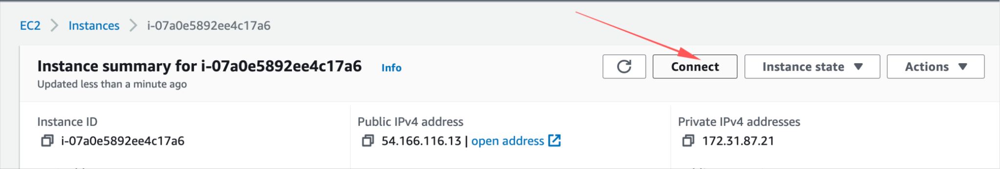 EC2 Instances i-07a0e5892ee4c17a6
Instance summary for i-07a0e5892ee4c17a6 Info
Connect Instance state Actions
Updated less than a minute ago
Instance ID
i-07a0e5892ee4c17a6
Public IPv4 address
54.166.116.13 | open address
Private IPv4 addresses
172.31.87.21